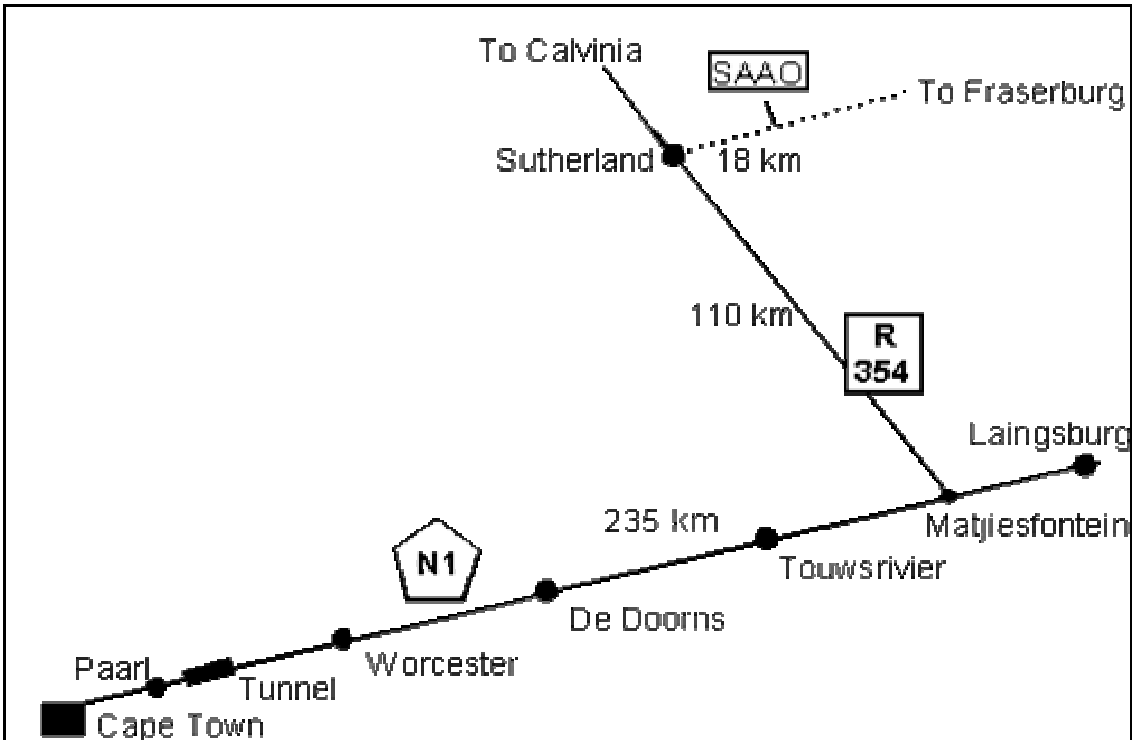 To Calvinia
SAAO
To Fraserburg
Sutherland
18 km
110 km
R
354
Laingsburg
235 km
Matjiesfontein
N1
Touwsrivier
De Doorns
Worcester
Paarl
Tunnel
Cape Town